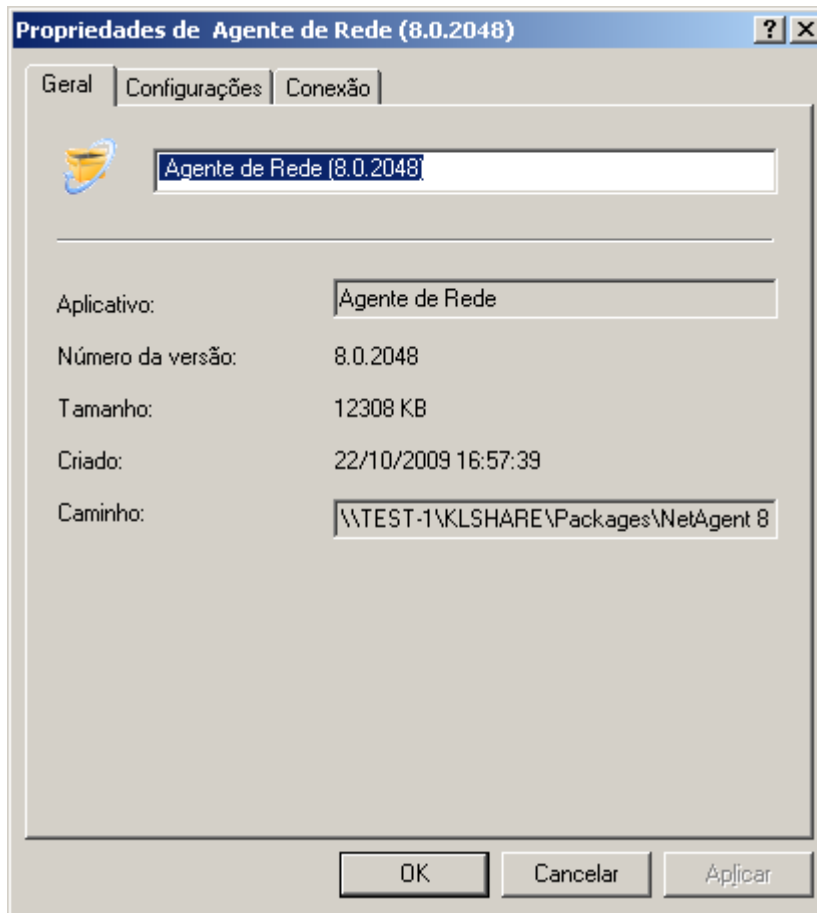 Propriedades de Agente de Rede (8.0.2048)
Geral Configurações Conexão
Agente de Rede (8.0.2048)
Aplicativo: Agente de Rede
Número da versão: 8.0.2048
Tamanho: 12308 KB
Criado: 22/10/2009 16:57:39
Caminho: \\TEST-1\KLSHARE\Packages\NetAgent 8
OK Cancelar Aplicar